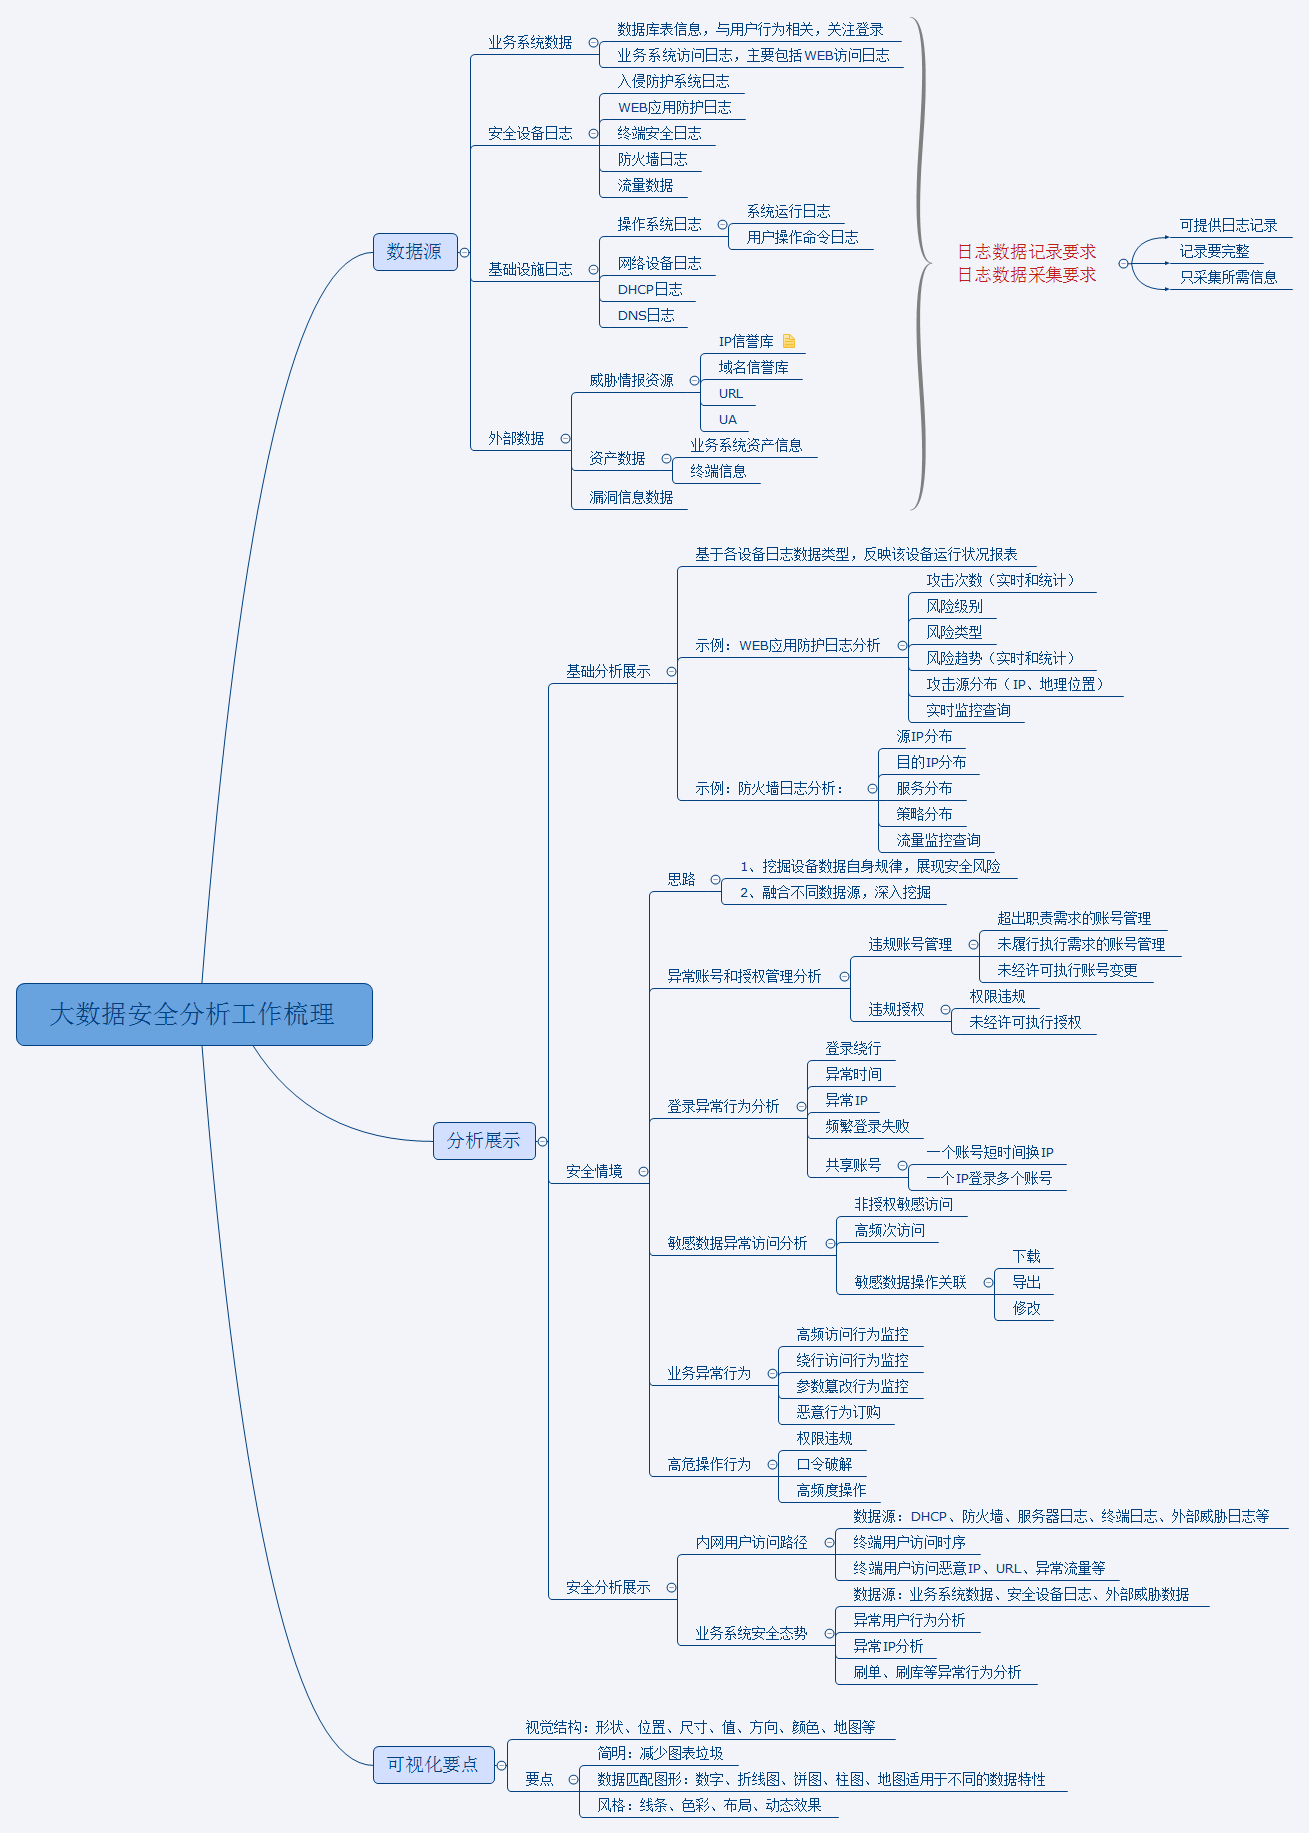 大数据安全分析工作梳理
数据源
业务系统数据
数据库表信息，与用户行为相关，关注登录
业务系统访问日志，主要包括WEB访问日志
安全设备日志
入侵防护系统日志
WEB应用防护日志
终端安全日志
防火墙日志
流量数据
基础设施日志
操作系统日志
系统运行日志
用户操作命令日志
网络设备日志
DHCP日志
DNS日志
外部数据
威胁情报资源
IP信誉库
域名信誉库
URL
UA
资产数据
业务系统资产信息
终端信息
漏洞信息数据
日志数据记录要求
日志数据采集要求
可提供日志记录
记录要完整
只采集所需信息
分析展示
基础分析展示
基于各设备日志数据类型，反映该设备运行状况报表
示例：WEB应用防护日志分析
攻击次数（实时和统计）
风险级别
风险类型
风险趋势（实时和统计）
攻击源分布（IP、地理位置）
实时监控查询
示例：防火墙日志分析：
源IP分布
目的IP分布
服务分布
策略分布
流量监控查询
安全情境
思路
1、挖掘设备数据自身规律，展现安全风险
2、融合不同数据源，深入挖掘
异常账号和授权管理分析
违规账号管理
超出职责需求的账号管理
未履行执行需求的账号管理
未经许可执行账号变更
违规授权
权限违规
未经许可执行授权
登录异常行为分析
登录绕行
异常时间
异常IP
频繁登录失败
共享账号
一个账号短时间换IP
一个IP登录多个账号
敏感数据异常访问分析
非授权敏感访问
高频次访问
敏感数据操作关联
下载
导出
修改
业务异常行为
高频访问行为监控
绕行访问行为监控
参数篡改行为监控
恶意行为订购
高危操作行为
权限违规
口令破解
高频度操作
安全分析展示
内网用户访问路径
数据源：DHCP、防火墙、服务器日志、终端日志、外部威胁日志等
终端用户访问时序
终端用户访问恶意IP、URL、异常流量等
业务系统安全态势
数据源：业务系统数据、安全设备日志、外部威胁数据
异常用户行为分析
异常IP分析
刷单、刷库等异常行为分析
可视化要点
视觉结构：形状、位置、尺寸、值、方向、颜色、地图等
要点
简明：减少图表垃圾
数据匹配图形：数字、折线图、饼图、柱图、地图适用于不同的数据特性
风格：线条、色彩、布局、动态效果